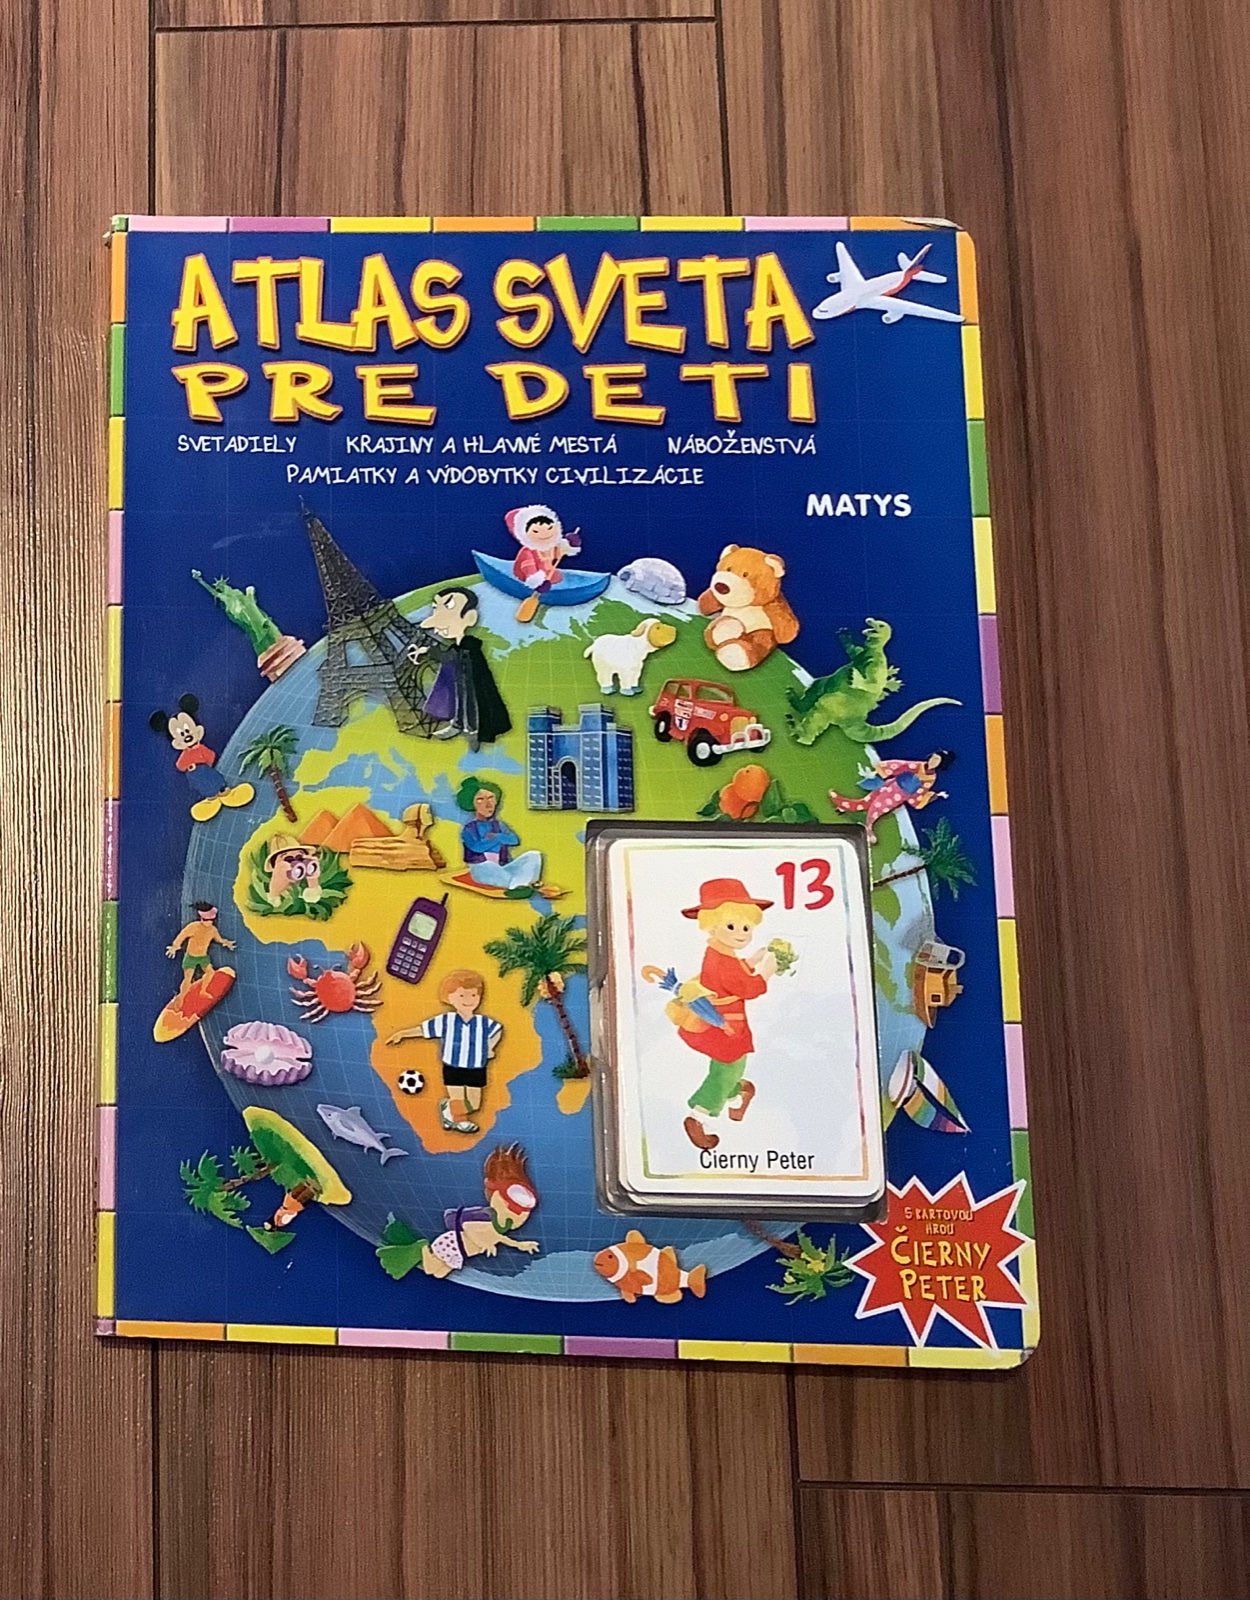 ATLAS SVETA
PRE DETI
SVETADIELY KRAJINY A HLAVNÉ MESTÁ NÁBOŽENSTVÁ
PAMIATKY A VÝDOBYTKY CIVILIZÁCIE
MATYS
13
Čierny Peter
S KARTOVOU
HROU
ČIERNY
PETER